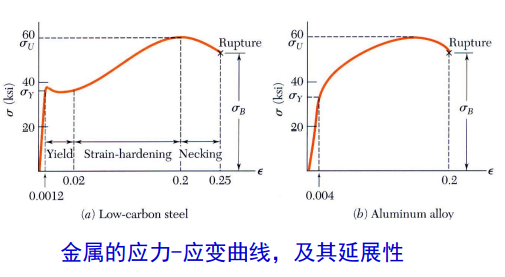 60
σU
40
σY
20
σ (ksi)
Rupture
σB
Yield
Strain-hardening
Necking
0.02
0.2
0.25
ϵ
0.0012
(a) Low-carbon steel
60
σU
40
σY
20
σ (ksi)
Rupture
σB
0.2
ϵ
0.004
(b) Aluminum alloy
金属的应力-应变曲线，及其延展性